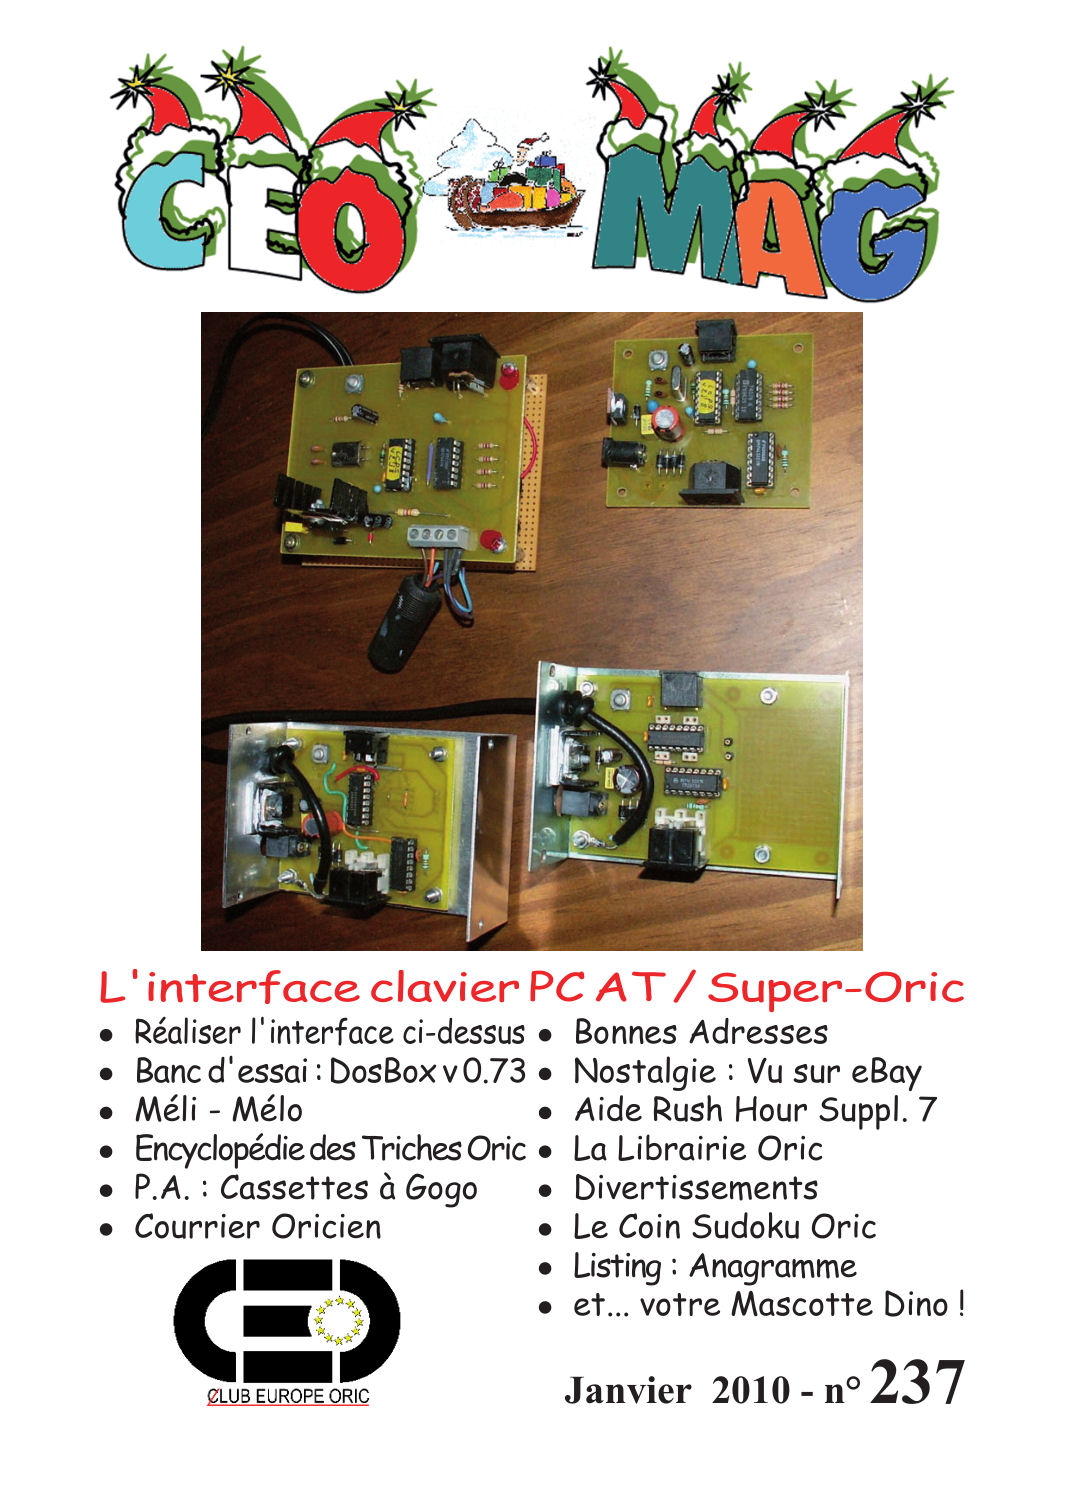 CEO MAG
L'interface clavier PC AT / Super-Oric
• Réaliser l'interface ci-dessus
• Banc d'essai : DosBox v 0.73
• Méli - Mélo
• Encyclopédie des Triches Oric
• P.A. : Cassettes à Gogo
• Courrier Oricien
• Bonnes Adresses
• Nostalgie : Vu sur eBay
• Aide Rush Hour Suppl. 7
• La Librairie Oric
• Divertissements
• Le Coin Sudoku Oric
• Listing : Anagramme
• et... votre Mascotte Dino !
CEO
CLUB EUROPE ORIC
Janvier 2010 - n° 237